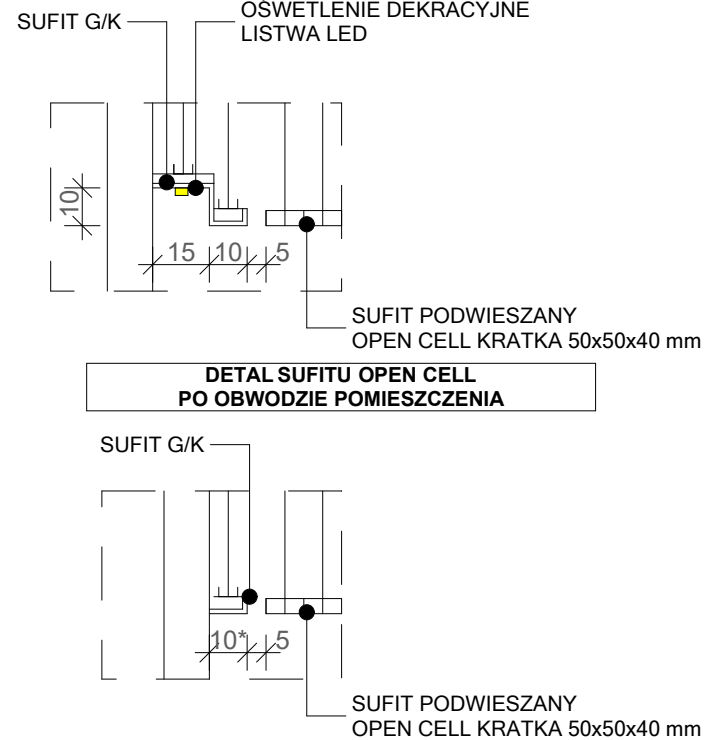 SUFIT G/K
OŚWETLENIE DEKRACYJNE
LISTWA LED
10
15 10 5
SUFIT PODWIESZANY
OPEN CELL KRATKA 50x50x40 mm
DETAL SUFITU OPEN CELL
PO OBWODZIE POMIESZCZENIA
SUFIT G/K
10* 5
SUFIT PODWIESZANY
OPEN CELL KRATKA 50x50x40 mm